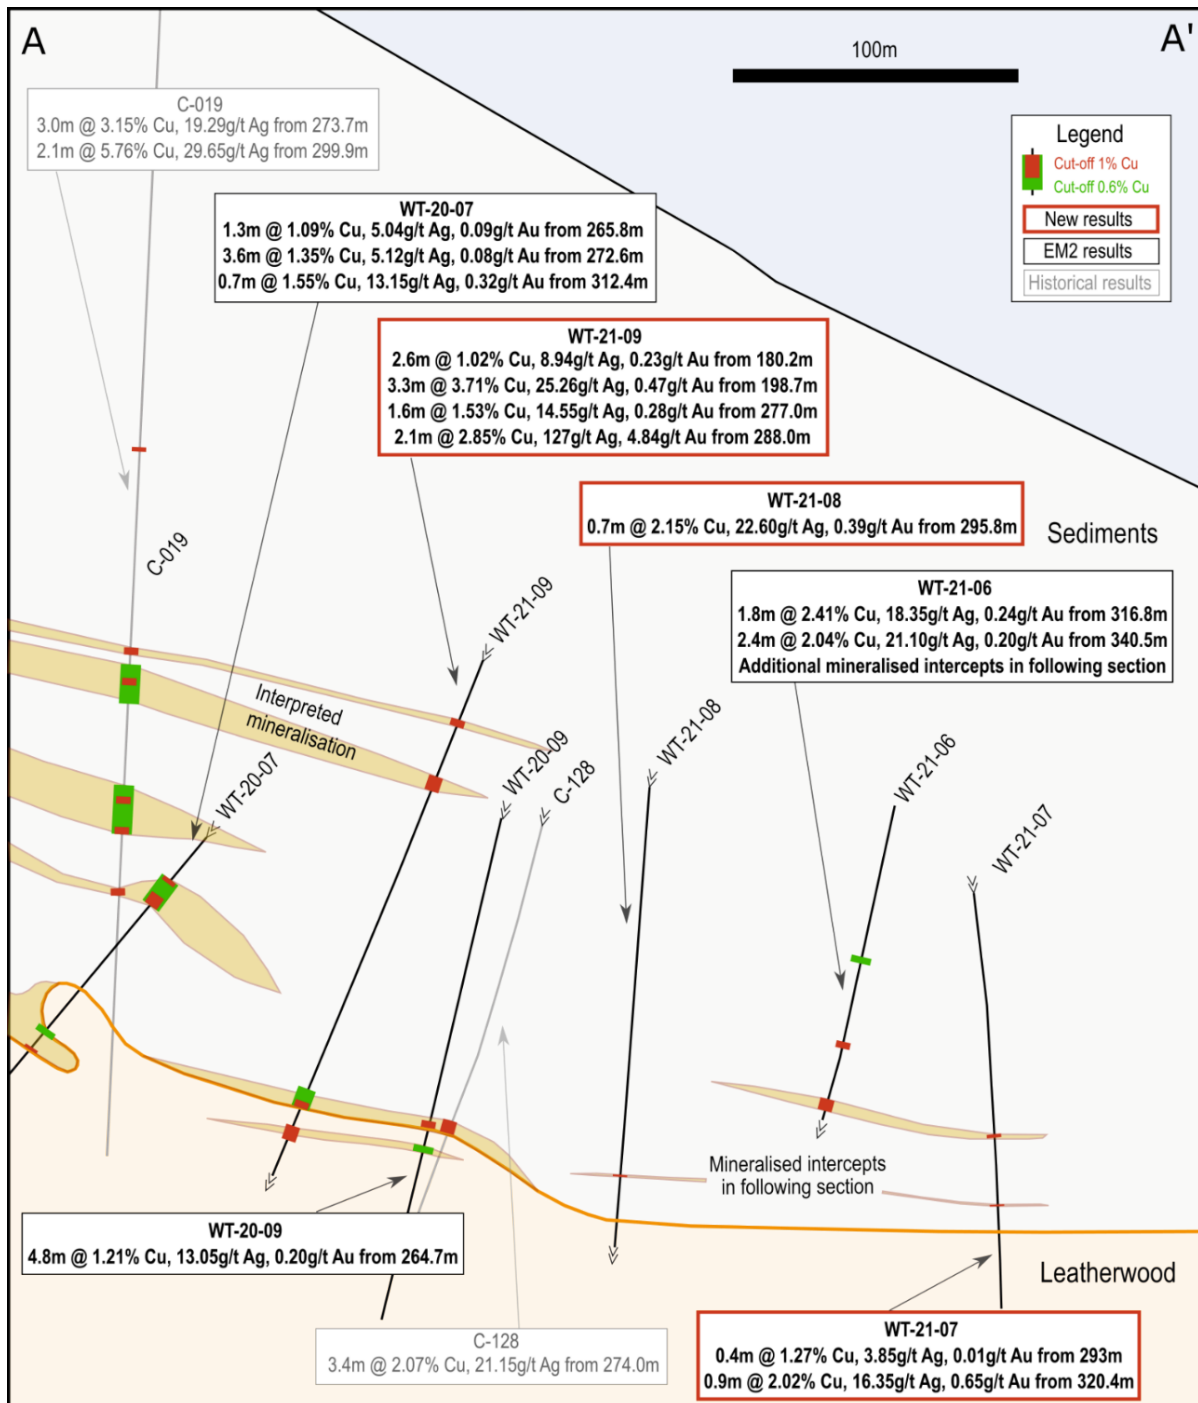 A
A'
100m
C-019
3.0m @ 3.15% Cu, 19.29g/t Ag from 273.7m
2.1m @ 5.76% Cu, 29.65g/t Ag from 299.9m
Legend
Cut-off 1% Cu
Cut-off 0.6% Cu
New results
EM2 results
Historical results
WT-20-07
1.3m @ 1.09% Cu, 5.04g/t Ag, 0.09g/t Au from 265.8m
3.6m @ 1.35% Cu, 5.12g/t Ag, 0.08g/t Au from 272.6m
0.7m @ 1.55% Cu, 13.15g/t Ag, 0.32g/t Au from 312.4m
WT-21-09
2.6m @ 1.02% Cu, 8.94g/t Ag, 0.23g/t Au from 180.2m
3.3m @ 3.71% Cu, 25.26g/t Ag, 0.47g/t Au from 198.7m
1.6m @ 1.53% Cu, 14.55g/t Ag, 0.28g/t Au from 277.0m
2.1m @ 2.85% Cu, 127g/t Ag, 4.84g/t Au from 288.0m
WT-21-08
0.7m @ 2.15% Cu, 22.60g/t Ag, 0.39g/t Au from 295.8m
Sediments
C-019
WT-21-09
WT-21-06
1.8m @ 2.41% Cu, 18.35g/t Ag, 0.24g/t Au from 316.8m
2.4m @ 2.04% Cu, 21.10g/t Ag, 0.20g/t Au from 340.5m
Additional mineralised intercepts in following section
Interpreted
mineralisation
WT-20-07
WT-20-09
C-128
WT-21-08
WT-21-06
WT-21-07
Mineralised intercepts
in following section
WT-20-09
4.8m @ 1.21% Cu, 13.05g/t Ag, 0.20g/t Au from 264.7m
Leatherwood
C-128
3.4m @ 2.07% Cu, 21.15g/t Ag from 274.0m
WT-21-07
0.4m @ 1.27% Cu, 3.85g/t Ag, 0.01g/t Au from 293m
0.9m @ 2.02% Cu, 16.35g/t Ag, 0.65g/t Au from 320.4m